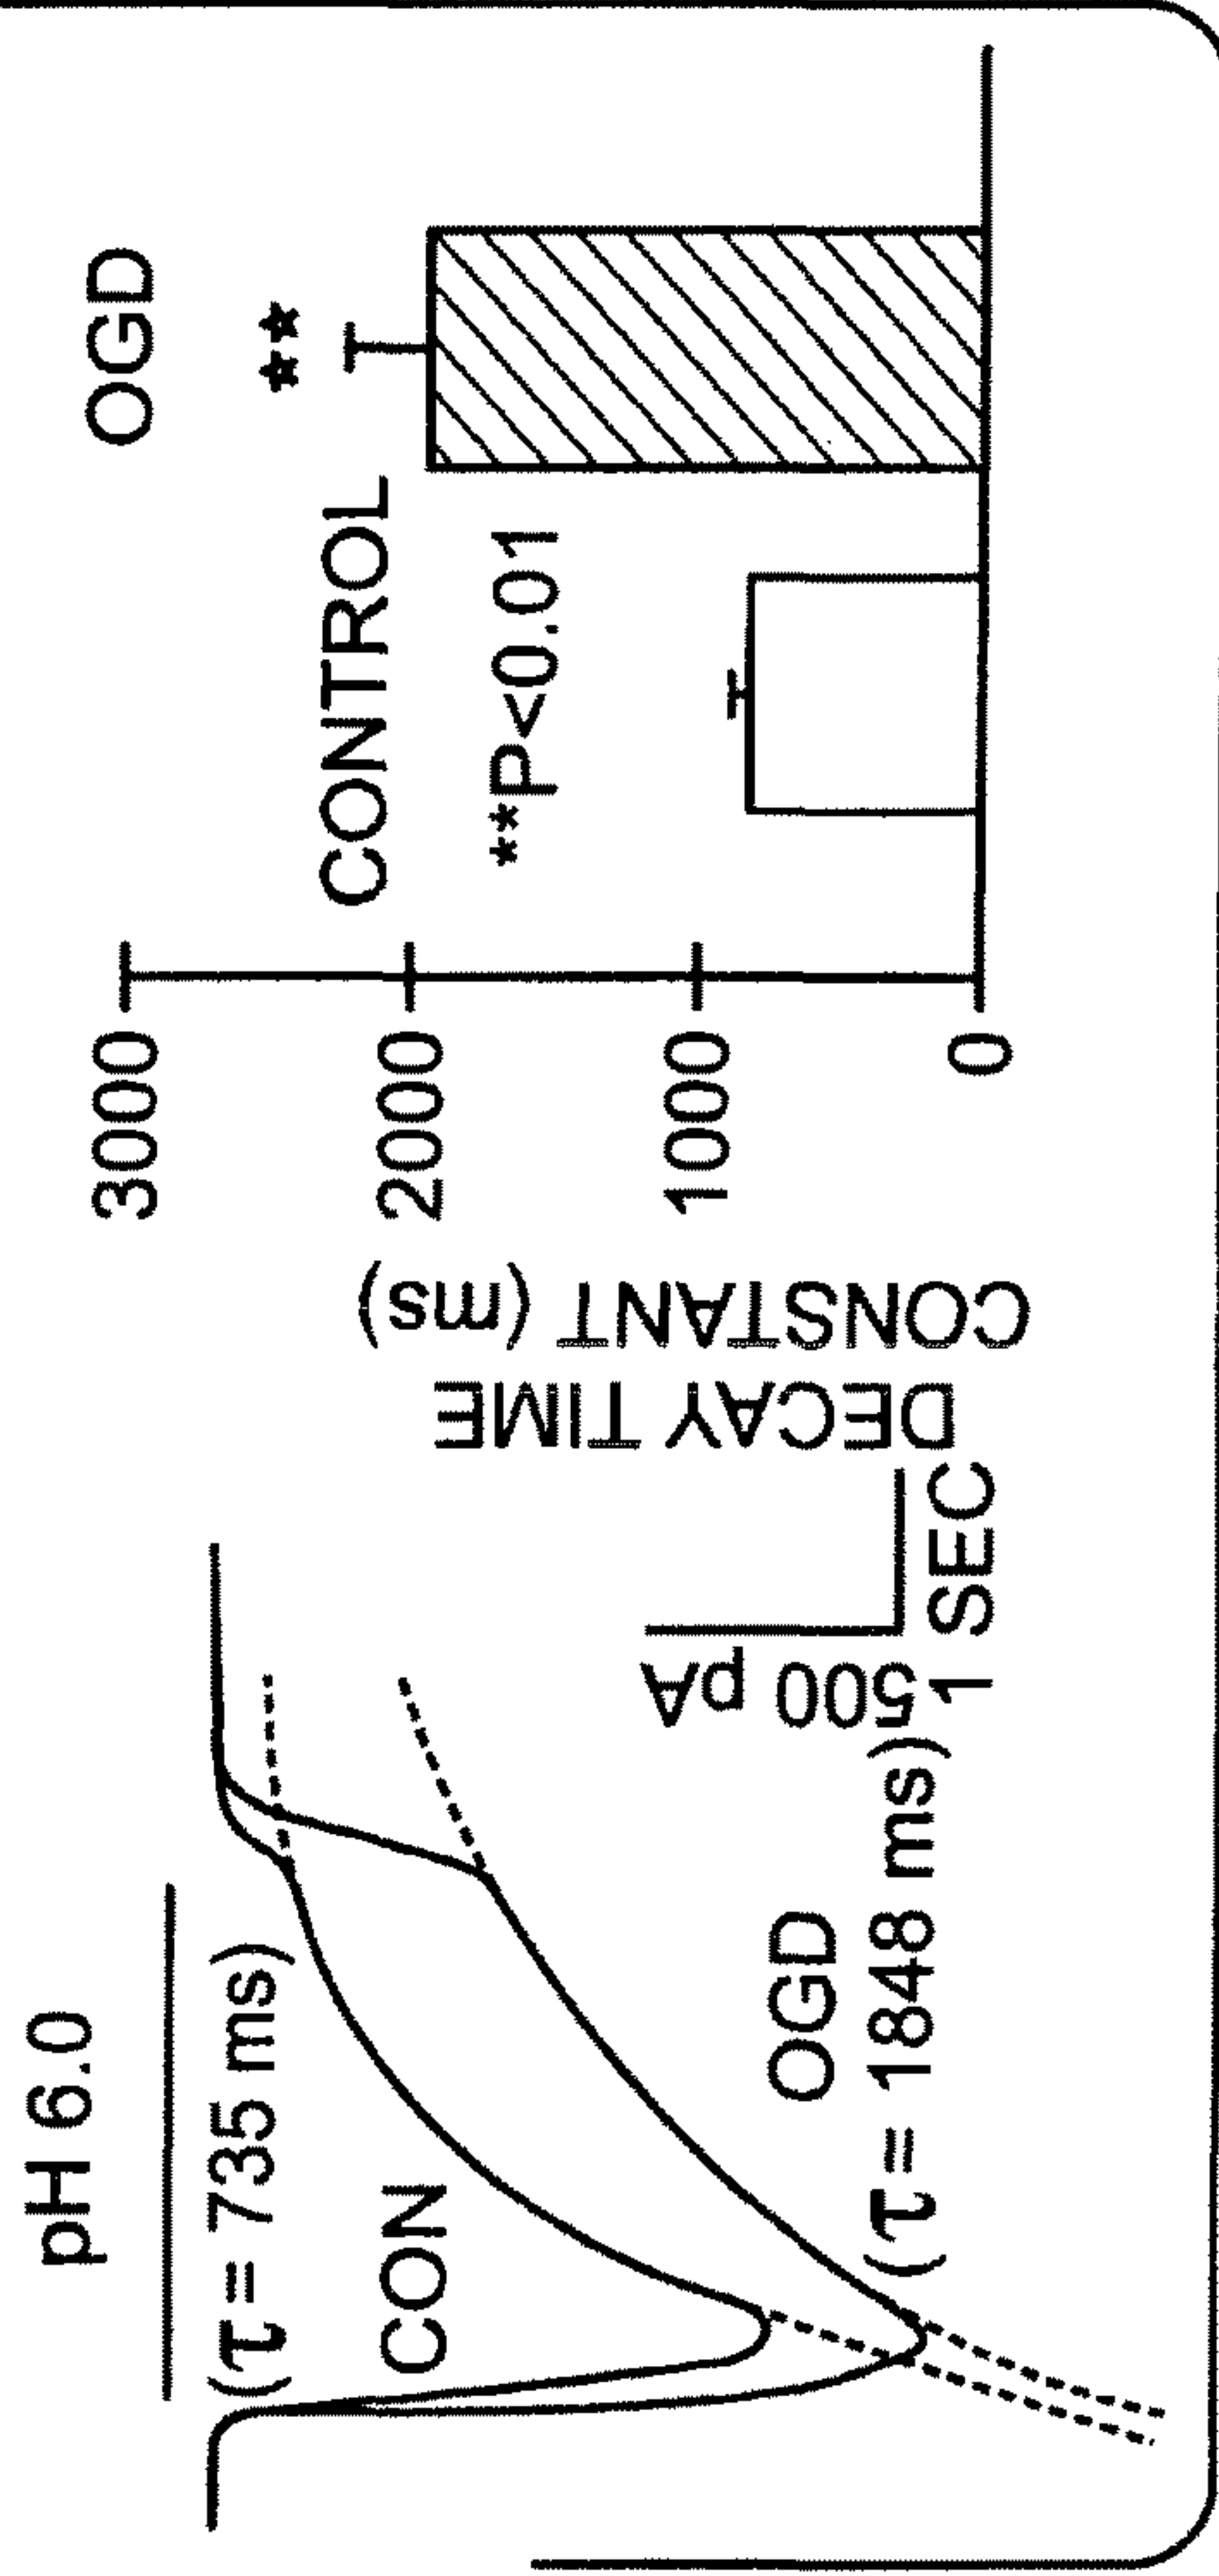 pH 6.0
(τ = 735 ms)
CON
OGD
(τ = 1848 ms)
500 pA
1 SEC
DECAY TIME
CONSTANT (ms)
3000
2000
1000
0
CONTROL
**P<0.01
OGD
**